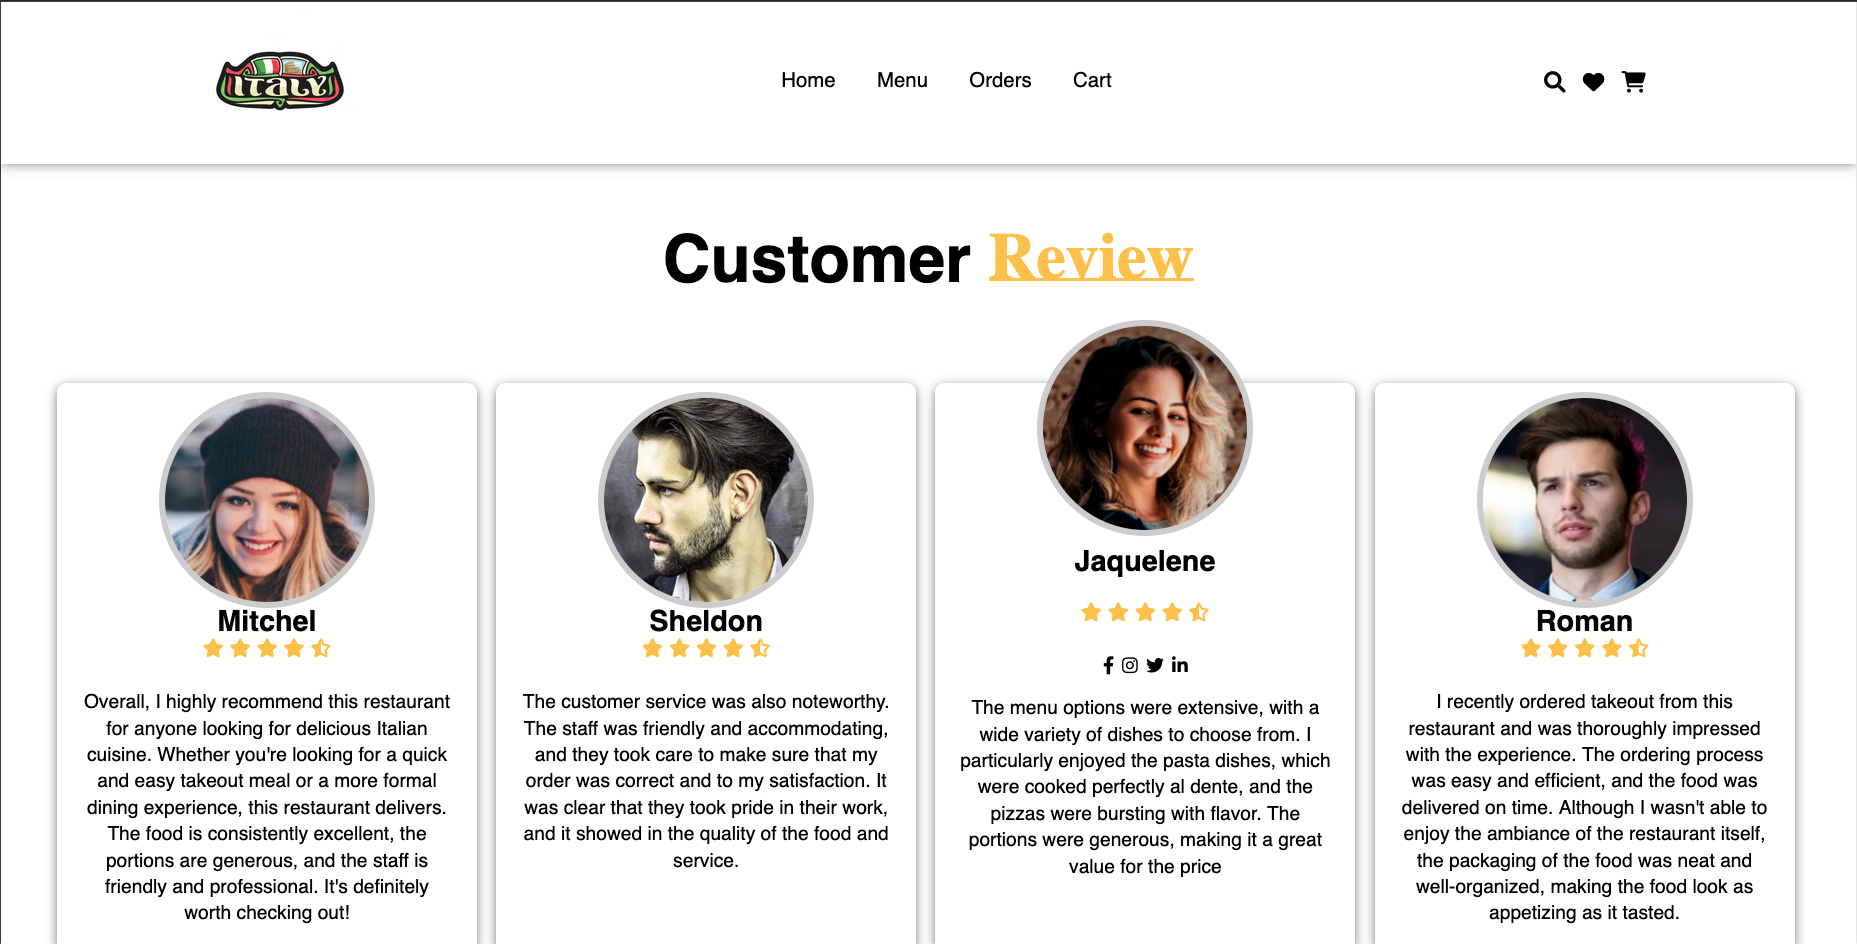 ITALY
Home Menu Orders Cart
Customer Review
Mitchel
Overall, I highly recommend this restaurant
for anyone looking for delicious Italian
cuisine. Whether you're looking for a quick
and easy takeout meal or a more formal
dining experience, this restaurant delivers.
The food is consistently excellent, the
portions are generous, and the staff is
friendly and professional. It's definitely
worth checking out!
Sheldon
The customer service was also noteworthy.
The staff was friendly and accommodating,
and they took care to make sure that my
order was correct and to my satisfaction. It
was clear that they took pride in their work,
and it showed in the quality of the food and
service.
Jaquelene
The menu options were extensive, with a
wide variety of dishes to choose from. I
particularly enjoyed the pasta dishes, which
were cooked perfectly al dente, and the
pizzas were bursting with flavor. The
portions were generous, making it a great
value for the price
Roman
I recently ordered takeout from this
restaurant and was thoroughly impressed
with the experience. The ordering process
was easy and efficient, and the food was
delivered on time. Although I wasn't able to
enjoy the ambiance of the restaurant itself,
the packaging of the food was neat and
well-organized, making the food look as
appetizing as it tasted.